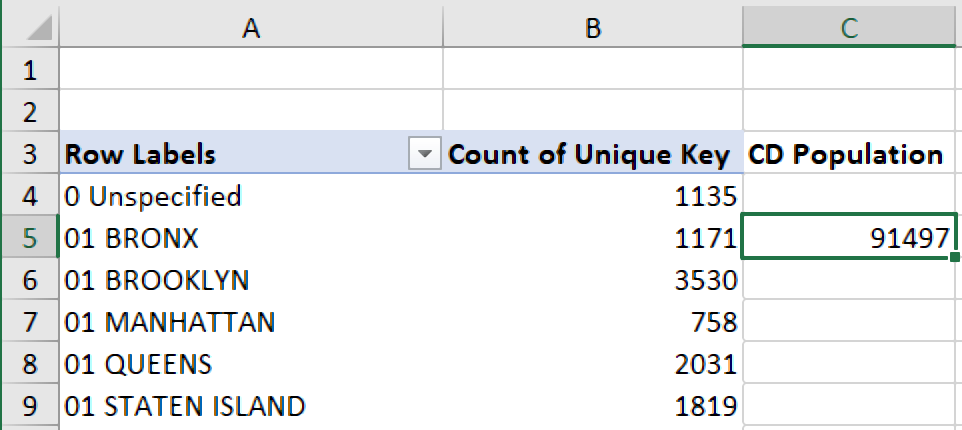 A B C
1
2
3 Row Labels Count of Unique Key CD Population
4 0 Unspecified 1135
5 01 BRONX 1171 91497
6 01 BROOKLYN 3530
7 01 MANHATTAN 758
8 01 QUEENS 2031
9 01 STATEN ISLAND 1819